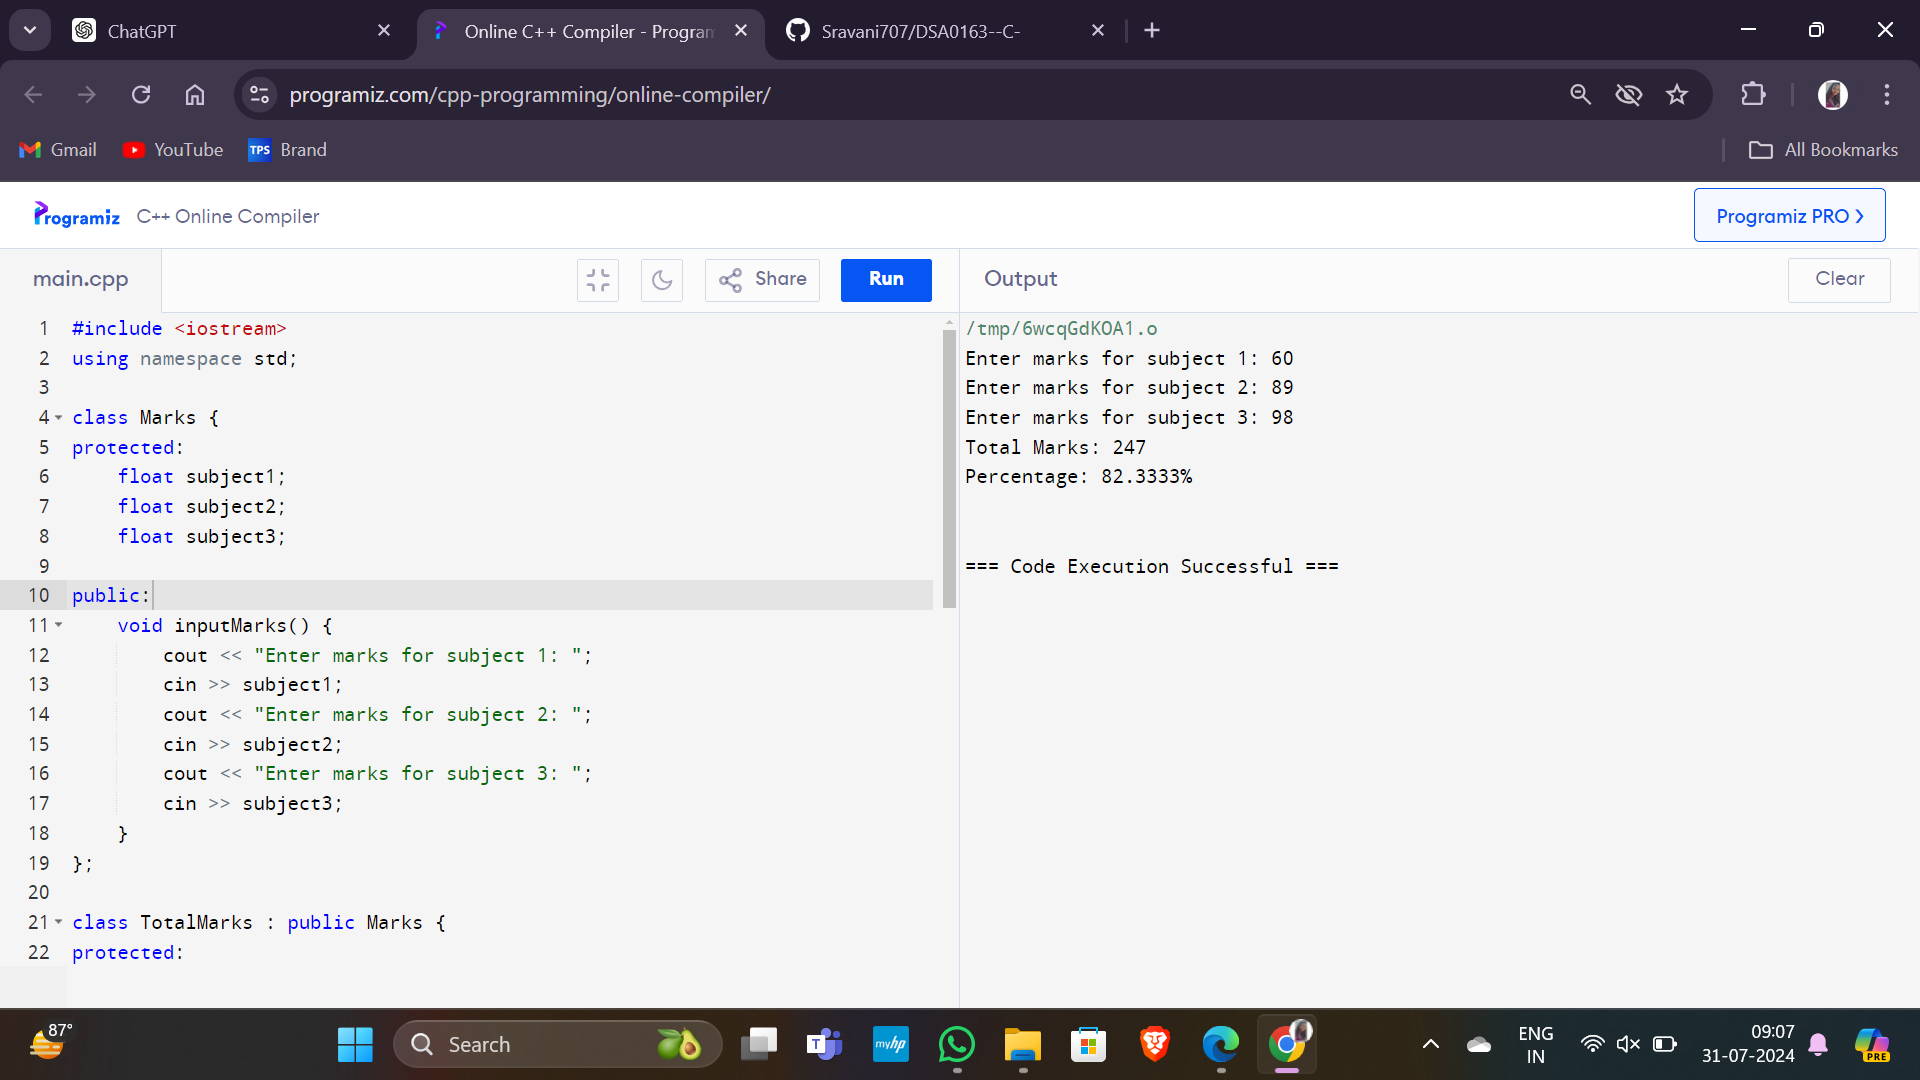 ChatGPT
Online C++ Compiler - Program
Sravani707/DSA0163--C-
programiz.com/cpp-programming/online-compiler/
Gmail
YouTube
TPS
Brand
All Bookmarks
Programiz
C++ Online Compiler
Programiz PRO
main.cpp
Share
Run
Output
Clear
1 #include <iostream>
2 using namespace std;
3
4 class Marks {
5 protected:
6 float subject1;
7 float subject2;
8 float subject3;
9
10 public:
11 void inputMarks() {
12 cout << "Enter marks for subject 1: ";
13 cin >> subject1;
14 cout << "Enter marks for subject 2: ";
15 cin >> subject2;
16 cout << "Enter marks for subject 3: ";
17 cin >> subject3;
18 }
19 };
20
21 class TotalMarks : public Marks {
22 protected:
/tmp/6wcqGdKOA1.o
Enter marks for subject 1: 60
Enter marks for subject 2: 89
Enter marks for subject 3: 98
Total Marks: 247
Percentage: 82.3333%
=== Code Execution Successful ===
87°
Search
T
myhp
ENG
IN
09:07
31-07-2024
PRE